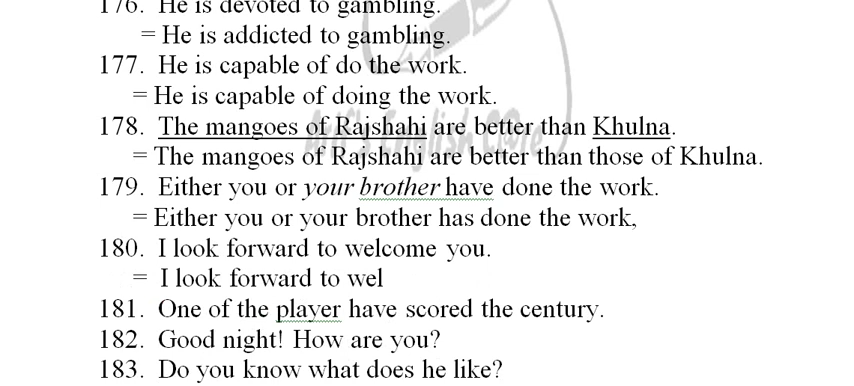 176. He is devoted to gambling.
= He is addicted to gambling.
177. He is capable of do the work.
= He is capable of doing the work.
178. The mangoes of Rajshahi are better than Khulna.
= The mangoes of Rajshahi are better than those of Khulna.
179. Either you or your brother have done the work.
= Either you or your brother has done the work,
180. I look forward to welcome you.
= I look forward to wel
181. One of the player have scored the century.
182. Good night! How are you?
183. Do you know what does he like?